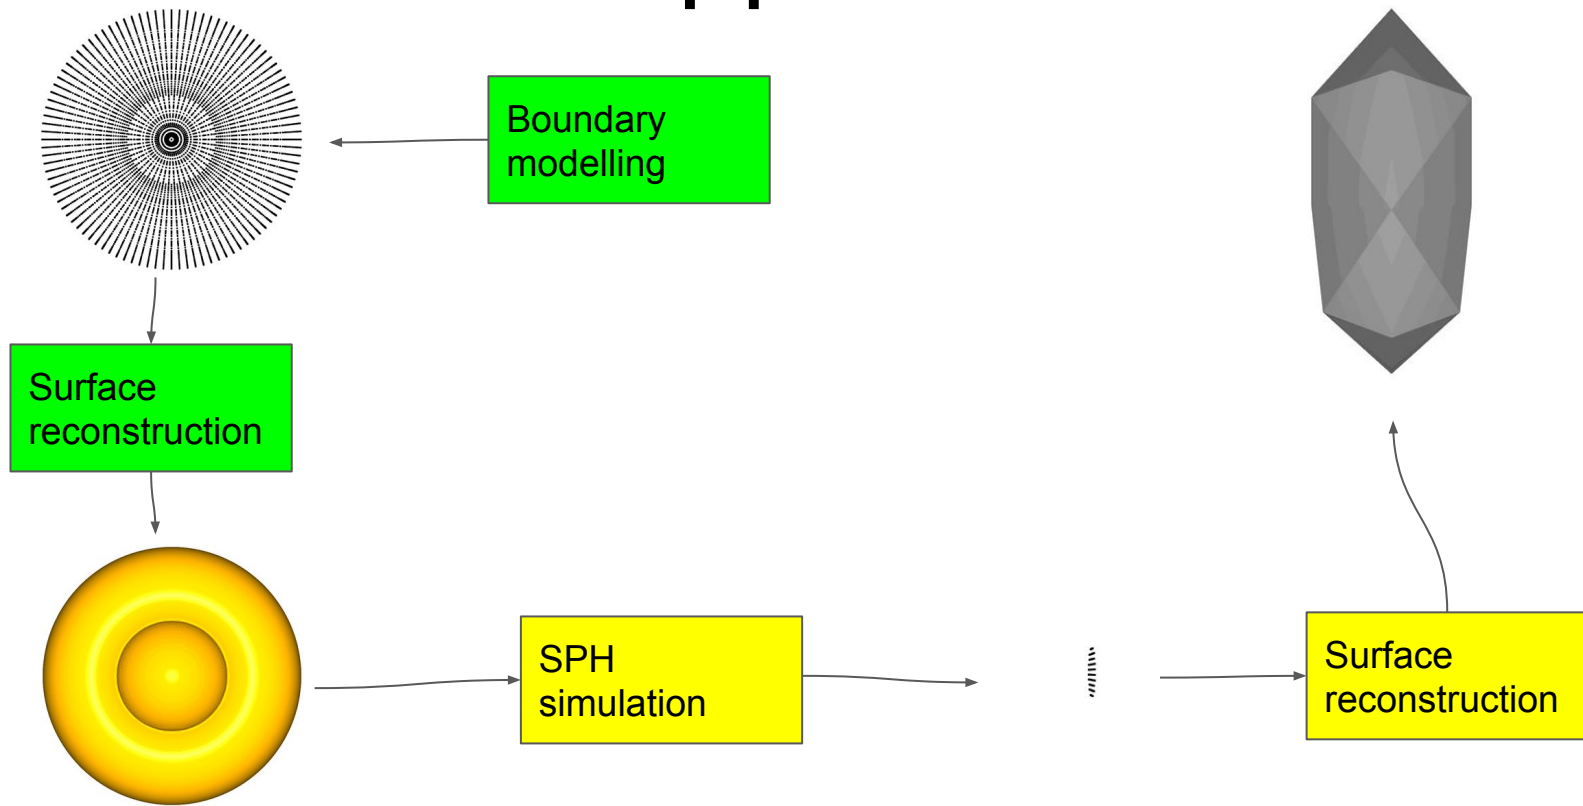 Boundary
modelling
Surface
reconstruction
SPH
simulation
Surface
reconstruction